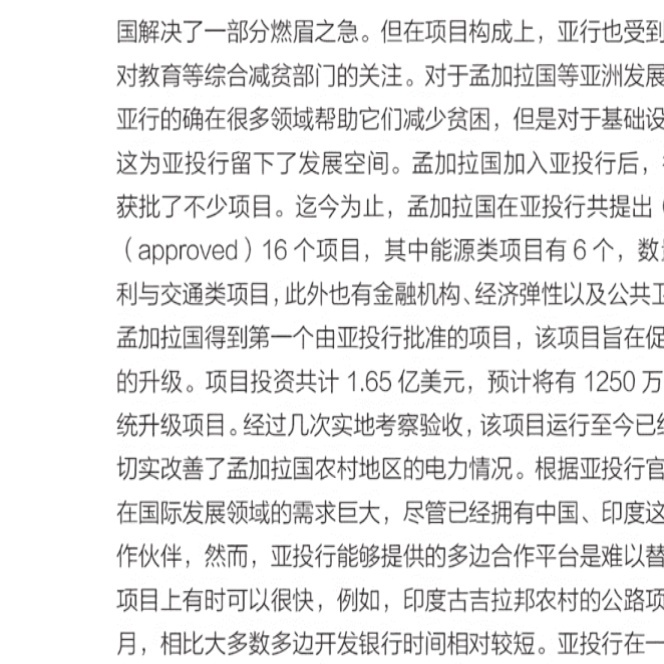 国解决了一部分燃眉之急。但在项目构成上，亚行也受到
对教育等综合减贫部门的关注。对于孟加拉国等亚洲发展
亚行的确在很多领域帮助它们减少贫困，但是对于基础设
这为亚投行留下了发展空间。孟加拉国加入亚投行后，
获批了不少项目。迄今为止，孟加拉国在亚投行共提出（
（approved）16 个项目，其中能源类项目有 6 个，数
利与交通类项目，此外也有金融机构、经济弹性以及公共卫
孟加拉国得到第一个由亚投行批准的项目，该项目旨在促
的升级。项目投资共计 1.65 亿美元，预计将有 1250 万
统升级项目。经过几次实地考察验收，该项目运行至今已经
切实改善了孟加拉国农村地区的电力情况。根据亚投行官
在国际发展领域的需求巨大，尽管已经拥有中国、印度这
作伙伴，然而，亚投行能够提供的多边合作平台是难以替
项目上有时可以很快，例如，印度古吉拉邦农村的公路项
月，相比大多数多边开发银行时间相对较短。亚投行在一